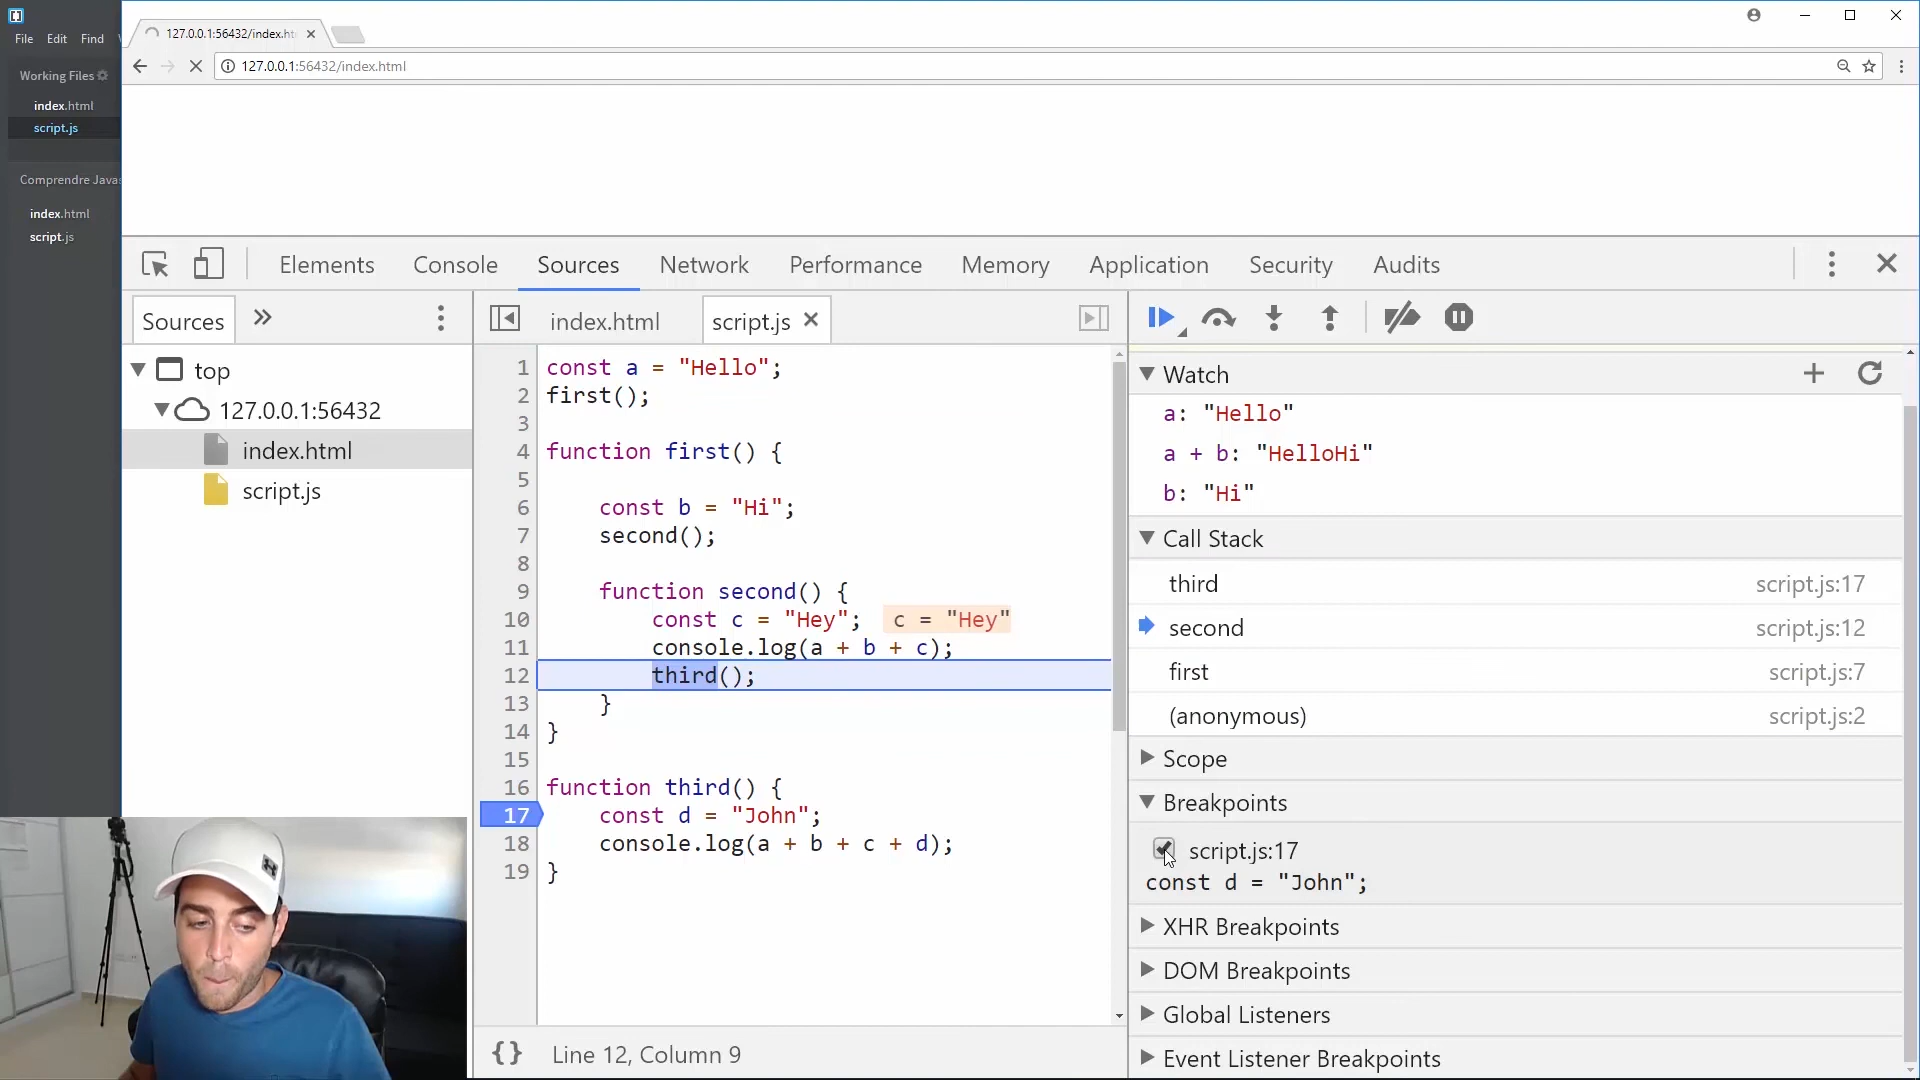 File Edit Find
Working Files
index.html
script.js
Comprendre Javas
index.html
script.js
127.0.0.1:56432/index.ht
127.0.0.1:56432/index.html
Elements Console Sources Network Performance Memory Application Security Audits
Sources
top
127.0.0.1:56432
index.html
script.js
index.html script.js
1 const a = "Hello";
2 first();
3
4 function first() {
5
6 const b = "Hi";
7 second();
8
9 function second() {
10 const c = "Hey"; c = "Hey"
11 console.log(a + b + c);
12 third();
13 }
14 }
15
16 function third() {
17 const d = "John";
18 console.log(a + b + c + d);
19 }
{} Line 12, Column 9
Watch
a: "Hello"
a + b: "HelloHi"
b: "Hi"
Call Stack
third script.js:17
second script.js:12
first script.js:7
(anonymous) script.js:2
Scope
Breakpoints
script.js:17
const d = "John";
XHR Breakpoints
DOM Breakpoints
Global Listeners
Event Listener Breakpoints